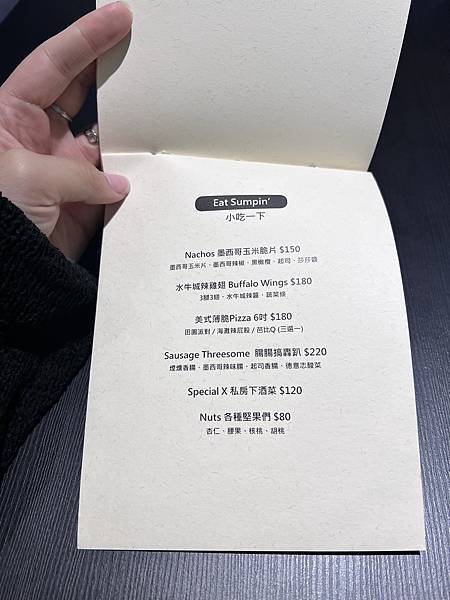 Eat Sumpin'
小吃一下
Nachos 墨西哥玉米脆片 $150
墨西哥玉米片、墨西哥辣椒、黑橄欖、起司、莎莎醬
水牛城辣雞翅 Buffalo Wings $180
3腿3翅、水牛城辣醬、蔬菜條
美式薄脆Pizza 6吋 $180
田園派對 / 海灘辣屁股 / 芭比Q (三選一)
Sausage Threesome 腸腸搞轟趴 $220
煙燻香腸、墨西哥辣味腸、起司香腸、德意志酸菜
Special X 私房下酒菜 $120
Nuts 各種堅果們 $80
杏仁、腰果、核桃、胡桃